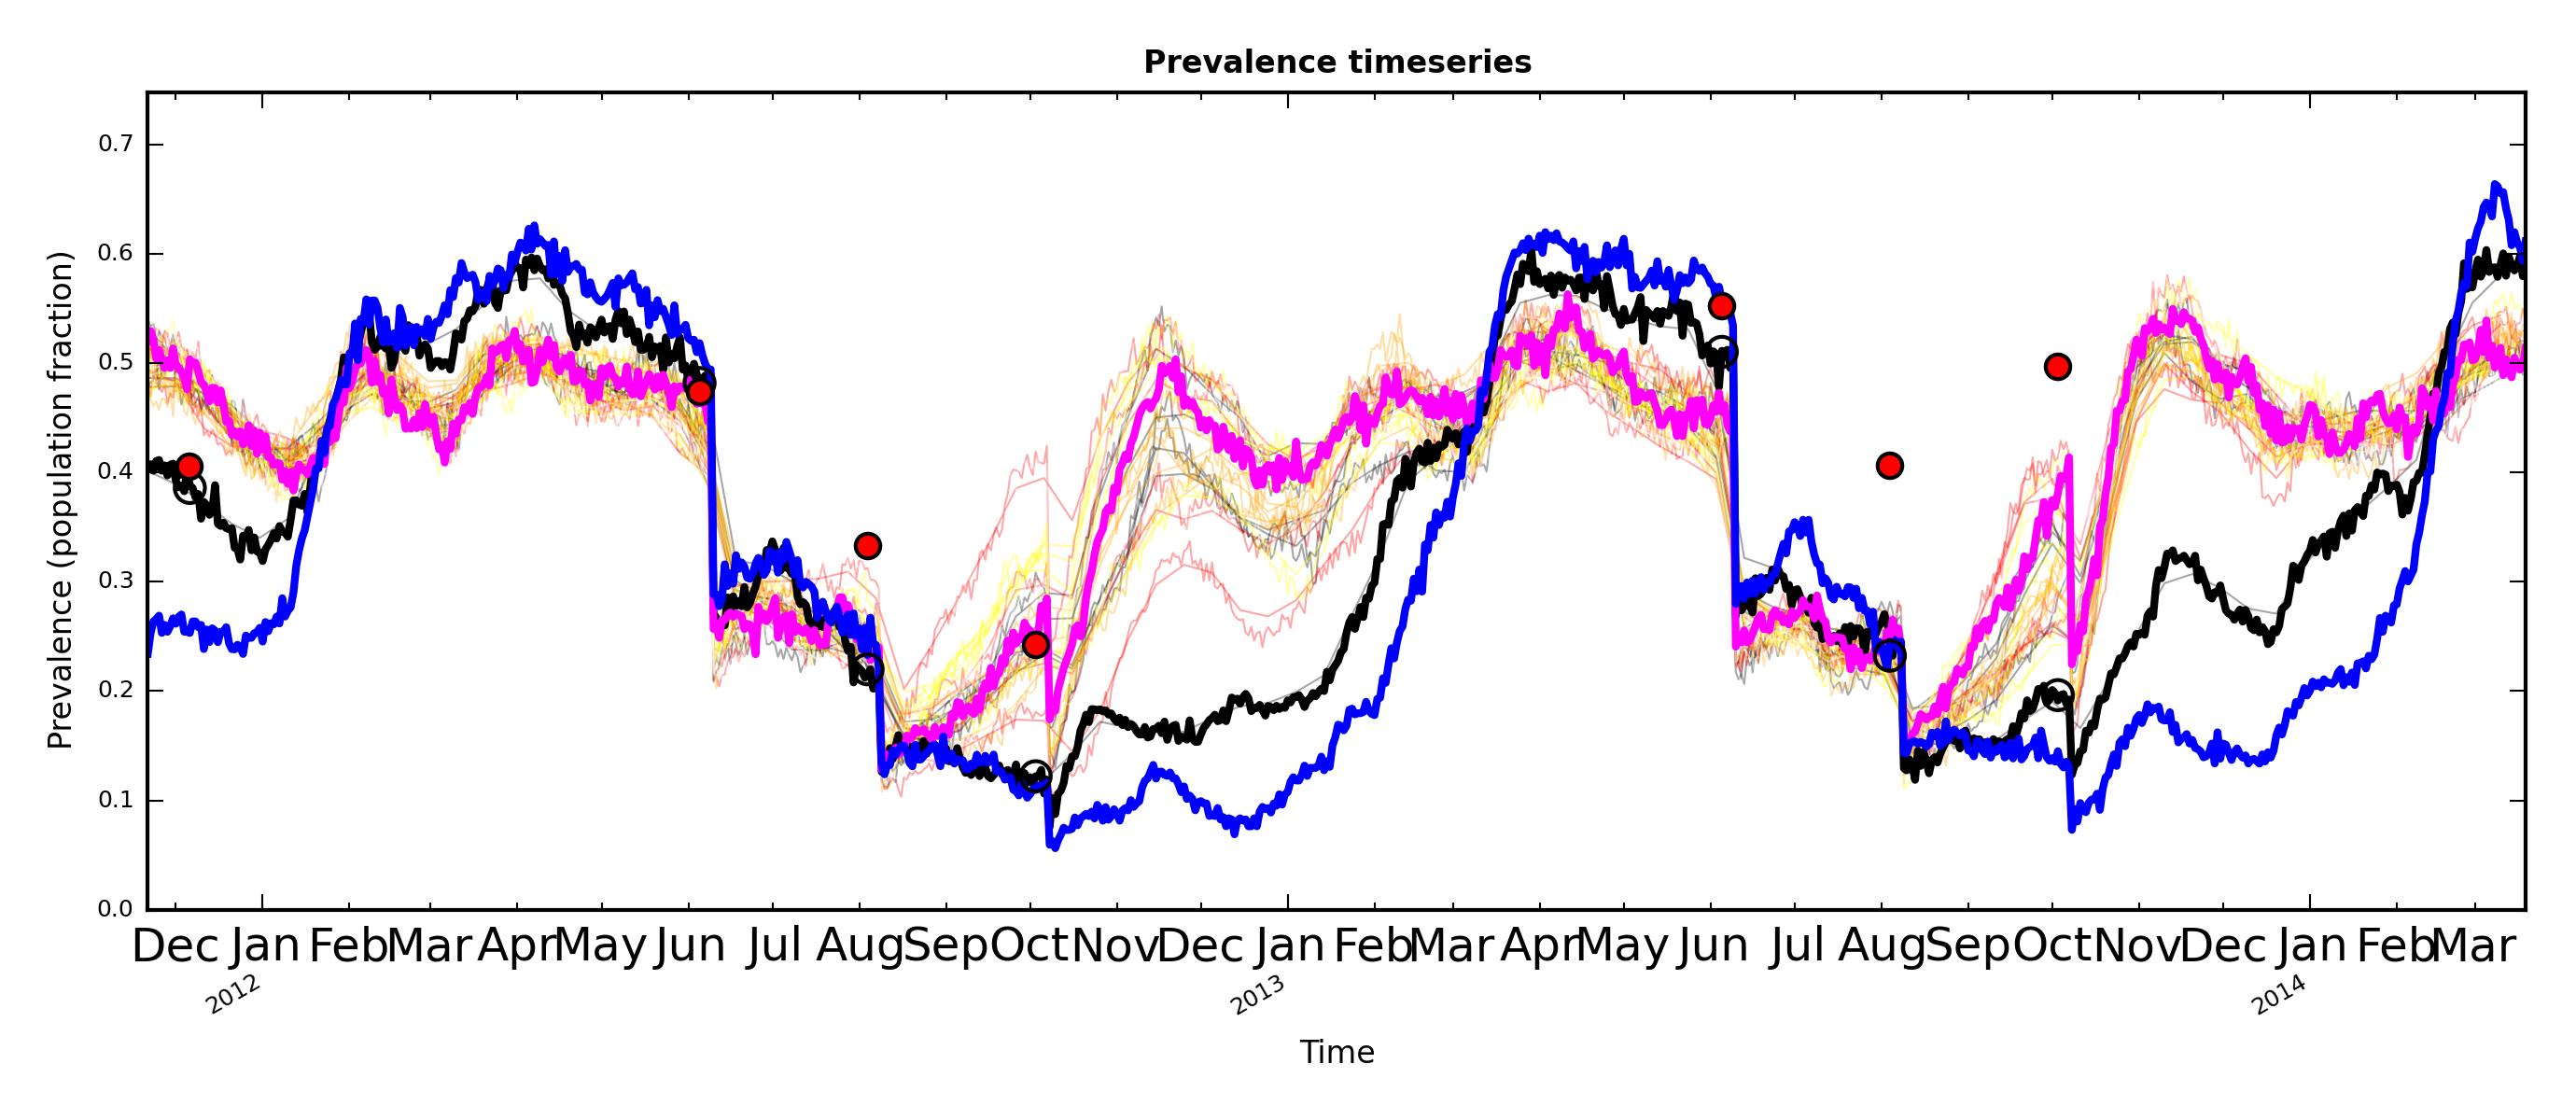 Prevalence timeseries
Prevalence (population fraction)
0.7
0.6
0.5
0.4
0.3
0.2
0.1
0.0
Dec Jan Feb Mar Apr May Jun Jul Aug Sep Oct Nov Dec Jan Feb Mar Apr May Jun Jul Aug Sep Oct Nov Dec Jan Feb Mar
2012 2013 2014
Time